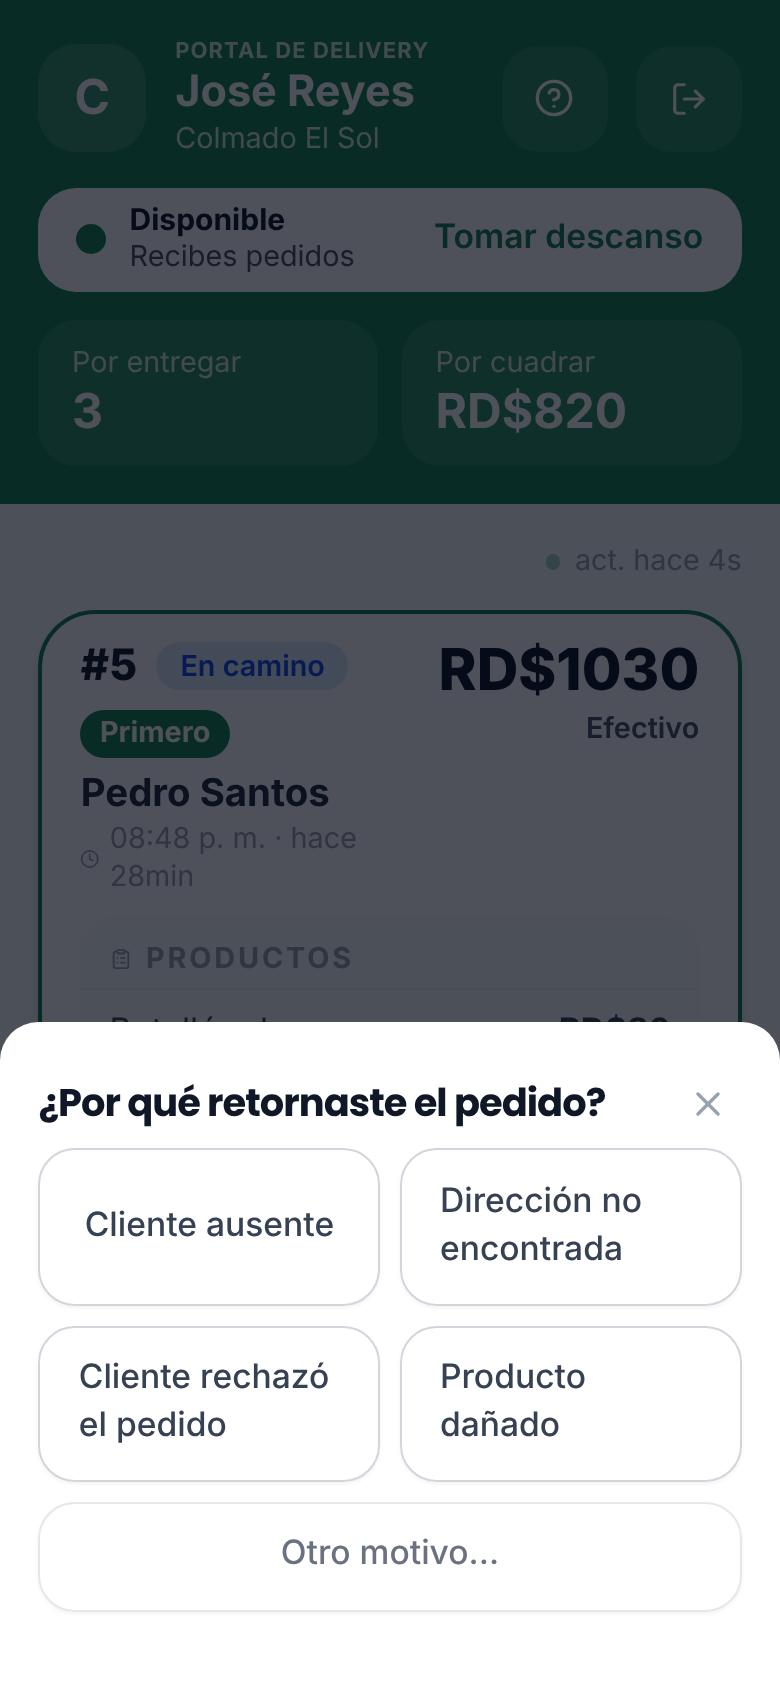 C
PORTAL DE DELIVERY
José Reyes
Colmado El Sol
Disponible
Recibes pedidos
Tomar descanso
Por entregar
3
Por cuadrar
RD$820
act. hace 4s
#5
En camino
RD$1030
Primero
Efectivo
Pedro Santos
08:48 p. m. · hace
28min
PRODUCTOS
¿Por qué retornaste el pedido?
Cliente ausente
Dirección no
encontrada
Cliente rechazó
el pedido
Producto
dañado
Otro motivo...